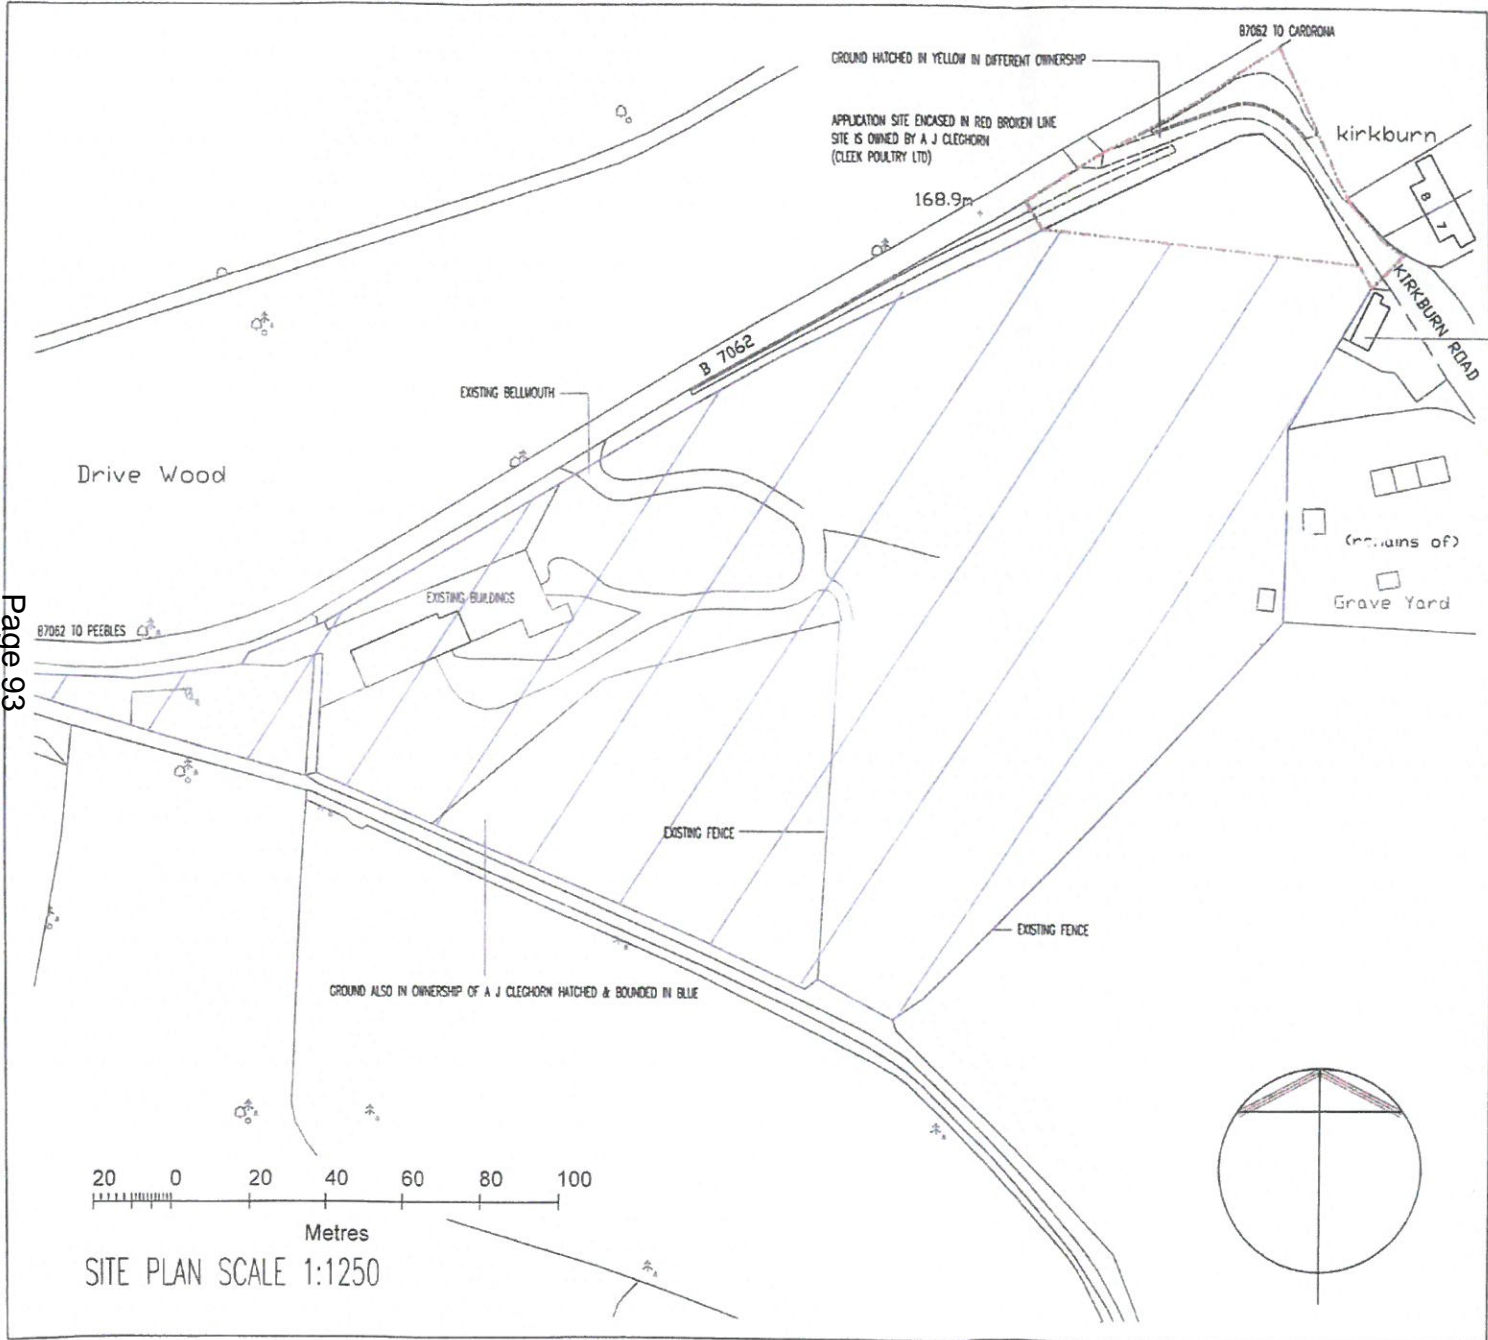 B7062 TO CARDRONA
GROUND HATCHED IN YELLOW IN DIFFERENT OWNERSHIP
APPLICATION SITE ENCASED IN RED BROKEN LINE
SITE IS OWNED BY A J CLEGHORN
(CLEEK POULTRY LTD)
kirkburn
168.9m
8
7
KIRKBURN ROAD
B 7062
EXISTING BELLMOUTH
Drive Wood
(remains of)
Grave Yard
EXISTING BUILDINGS
B7062 TO PEEBLES
Page 93
EXISTING FENCE
EXISTING FENCE
GROUND ALSO IN OWNERSHIP OF A J CLEGHORN HATCHED & BOUNDED IN BLUE
20 0 20 40 60 80 100
Metres
SITE PLAN SCALE 1:1250